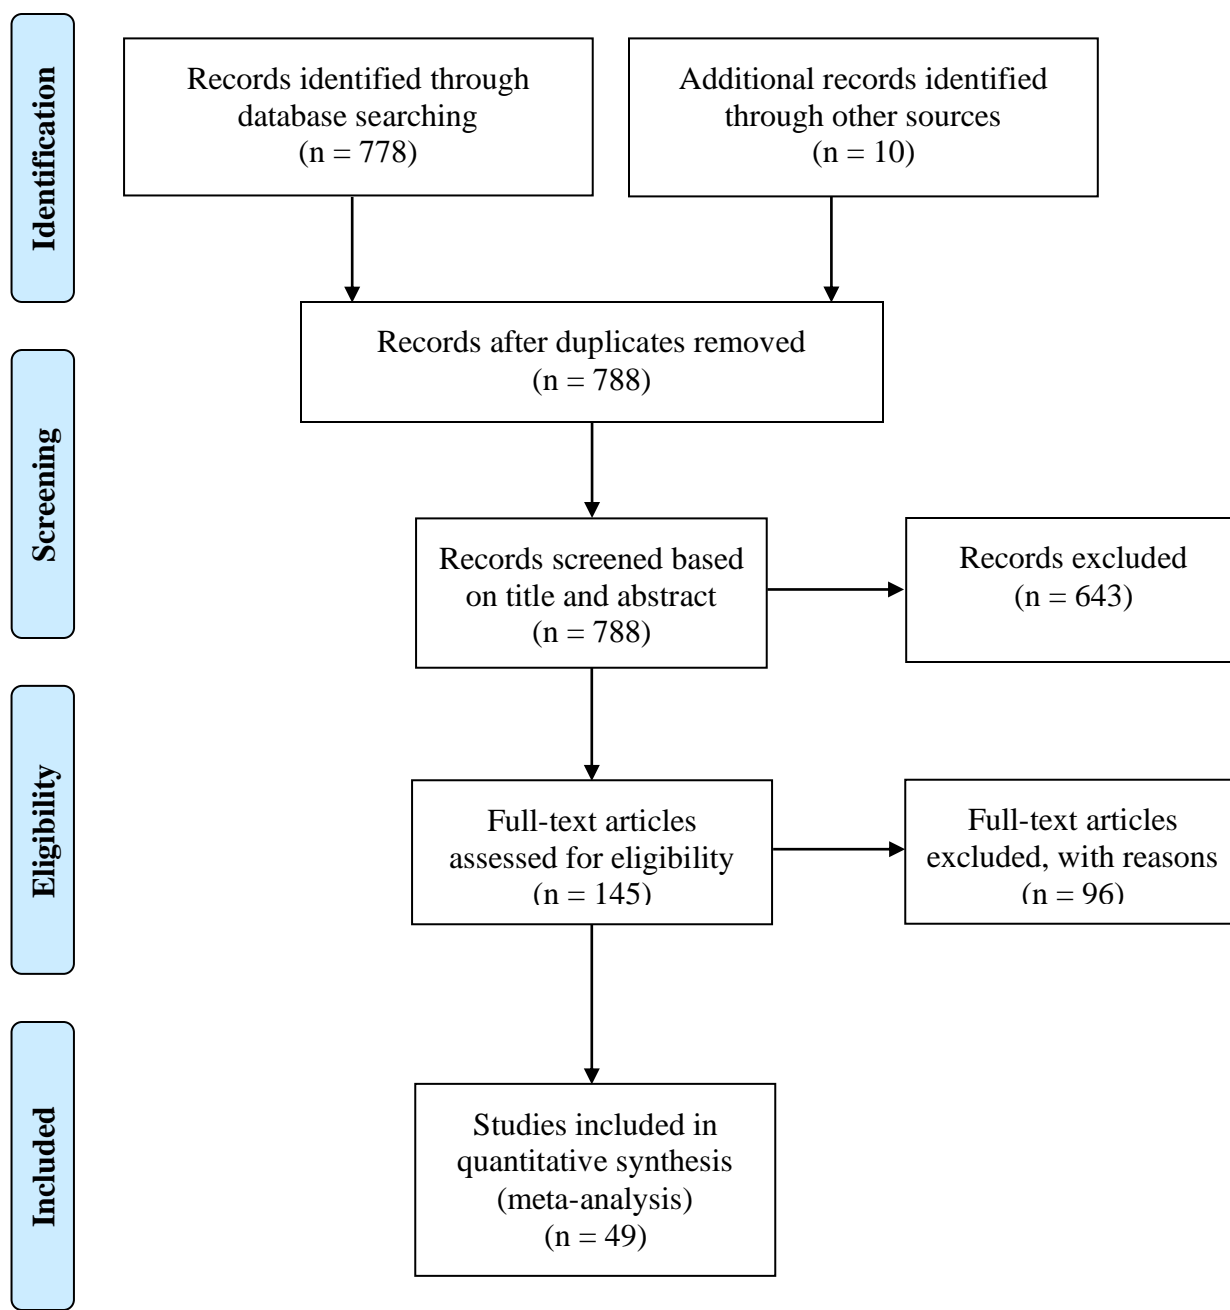 Identification
Records identified through
database searching
(n = 778)
Additional records identified
through other sources
(n = 10)
Records after duplicates removed
(n = 788)
Screening
Records screened based
on title and abstract
(n = 788)
Records excluded
(n = 643)
Eligibility
Full-text articles
assessed for eligibility
(n = 145)
Full-text articles
excluded, with reasons
(n = 96)
Included
Studies included in
quantitative synthesis
(meta-analysis)
(n = 49)